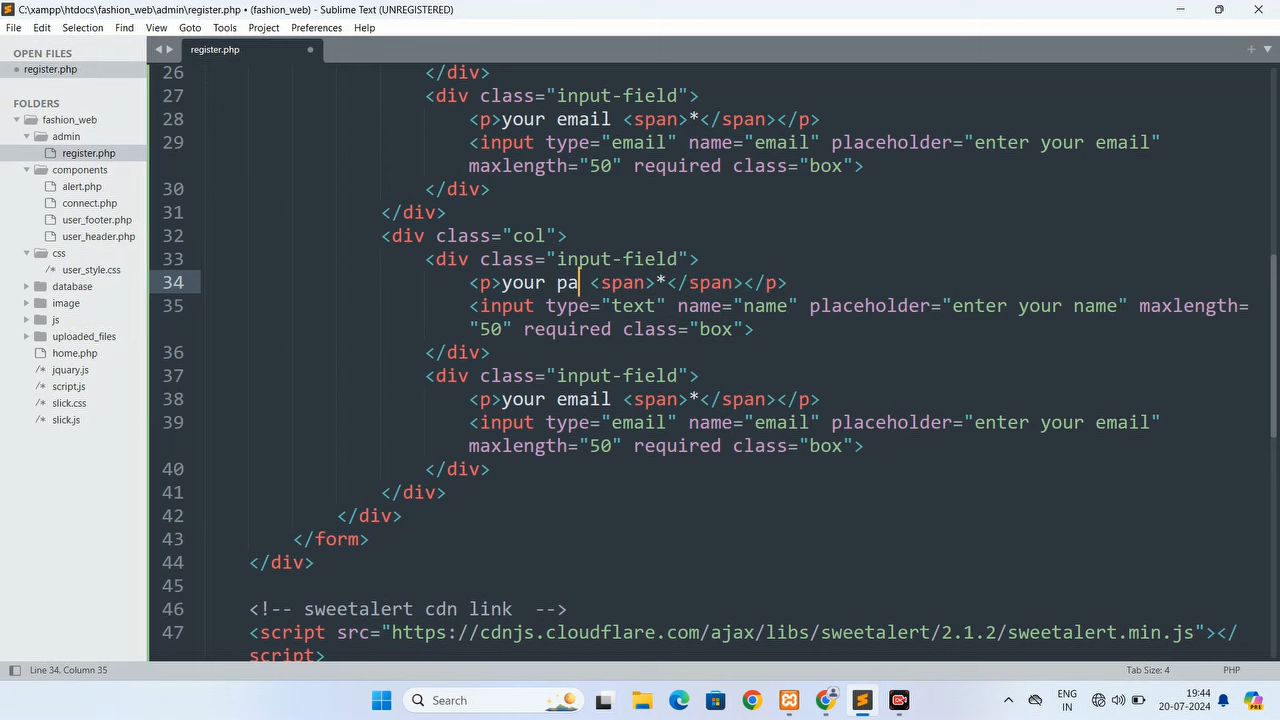 C:\xampp\htdocs\fashion_web\admin\register.php • (fashion_web) - Sublime Text (UNREGISTERED)
File Edit Selection Find View Goto Tools Project Preferences Help
OPEN FILES
register.php
FOLDERS
fashion_web
admin
register.php
components
alert.php
connect.php
user_footer.php
user_header.php
css
user_style.css
database
image
js
uploaded_files
home.php
jquary.js
script.js
slick.css
slick.js
register.php
26 </div>
27 <div class="input-field">
28 <p>your email <span>*</span></p>
29 <input type="email" name="email" placeholder="enter your email"
maxlength="50" required class="box">
30 </div>
31 </div>
32 <div class="col">
33 <div class="input-field">
34 <p>your pa <span>*</span></p>
35 <input type="text" name="name" placeholder="enter your name" maxlength=
"50" required class="box">
36 </div>
37 <div class="input-field">
38 <p>your email <span>*</span></p>
39 <input type="email" name="email" placeholder="enter your email"
maxlength="50" required class="box">
40 </div>
41 </div>
42 </div>
43 </form>
44 </div>
45
46 <!-- sweetalert cdn link  -->
47 <script src="https://cdnjs.cloudflare.com/ajax/libs/sweetalert/2.1.2/sweetalert.min.js"></
script>
Line 34, Column 35
Tab Size: 4
PHP
Search
ENG
IN
19:44
20-07-2024
PRE